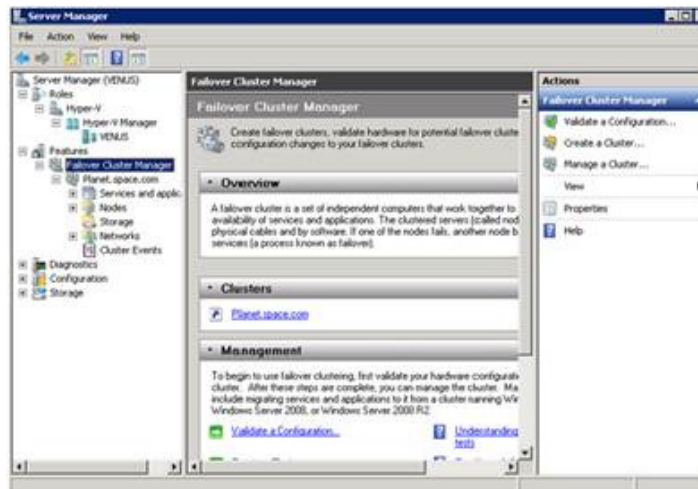 Server Manager
File Action View Help
Server Manager (VENUS)
Roles
Hyper-V
Hyper-V Manager
VENUS
Features
Failover Cluster Manager
Planet.space.com
Services and applic
Nodes
Storage
Networks
Cluster Events
Diagnostics
Configuration
Storage
Failover Cluster Manager
Failover Cluster Manager
Create failover clusters, validate hardware for potential failover cluste
configuration changes to your failover clusters.
Overview
A failover cluster is a set of independent computers that work together to
availability of services and applications. The clustered servers (called nod
physical cables and by software. If one of the nodes fails, another node b
services (a process known as failover).
Clusters
Planet.space.com
Management
To begin to use failover clustering, first validate your hardware configurati
cluster. After these steps are complete, you can manage the cluster. Ma
include migrating services and applications to it from a cluster running Win
Windows Server 2008, or Windows Server 2008 R2.
Validate a Configuration...
Understanding
tests
Actions
Failover Cluster Manager
Validate a Configuration...
Create a Cluster...
Manage a Cluster...
View
Properties
Help